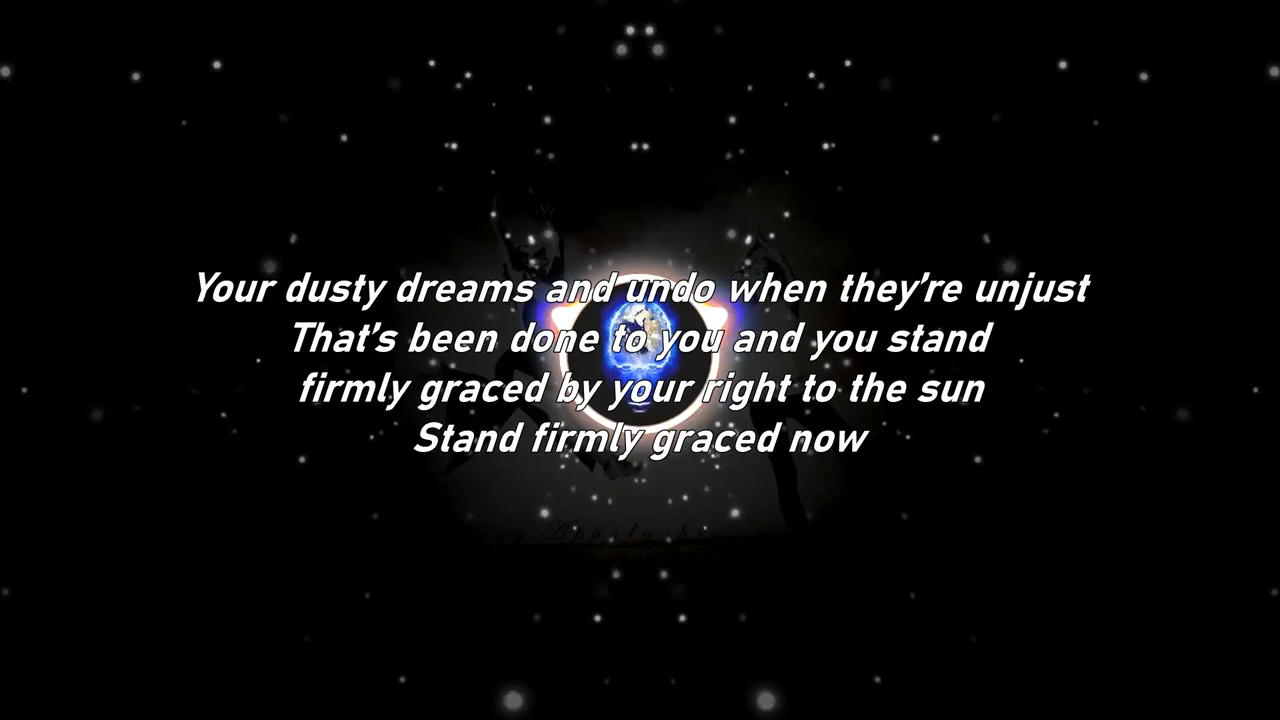 Your dusty dreams and undo when they're unjust
That's been done to you and you stand
firmly graced by your right to the sun
Stand firmly graced now